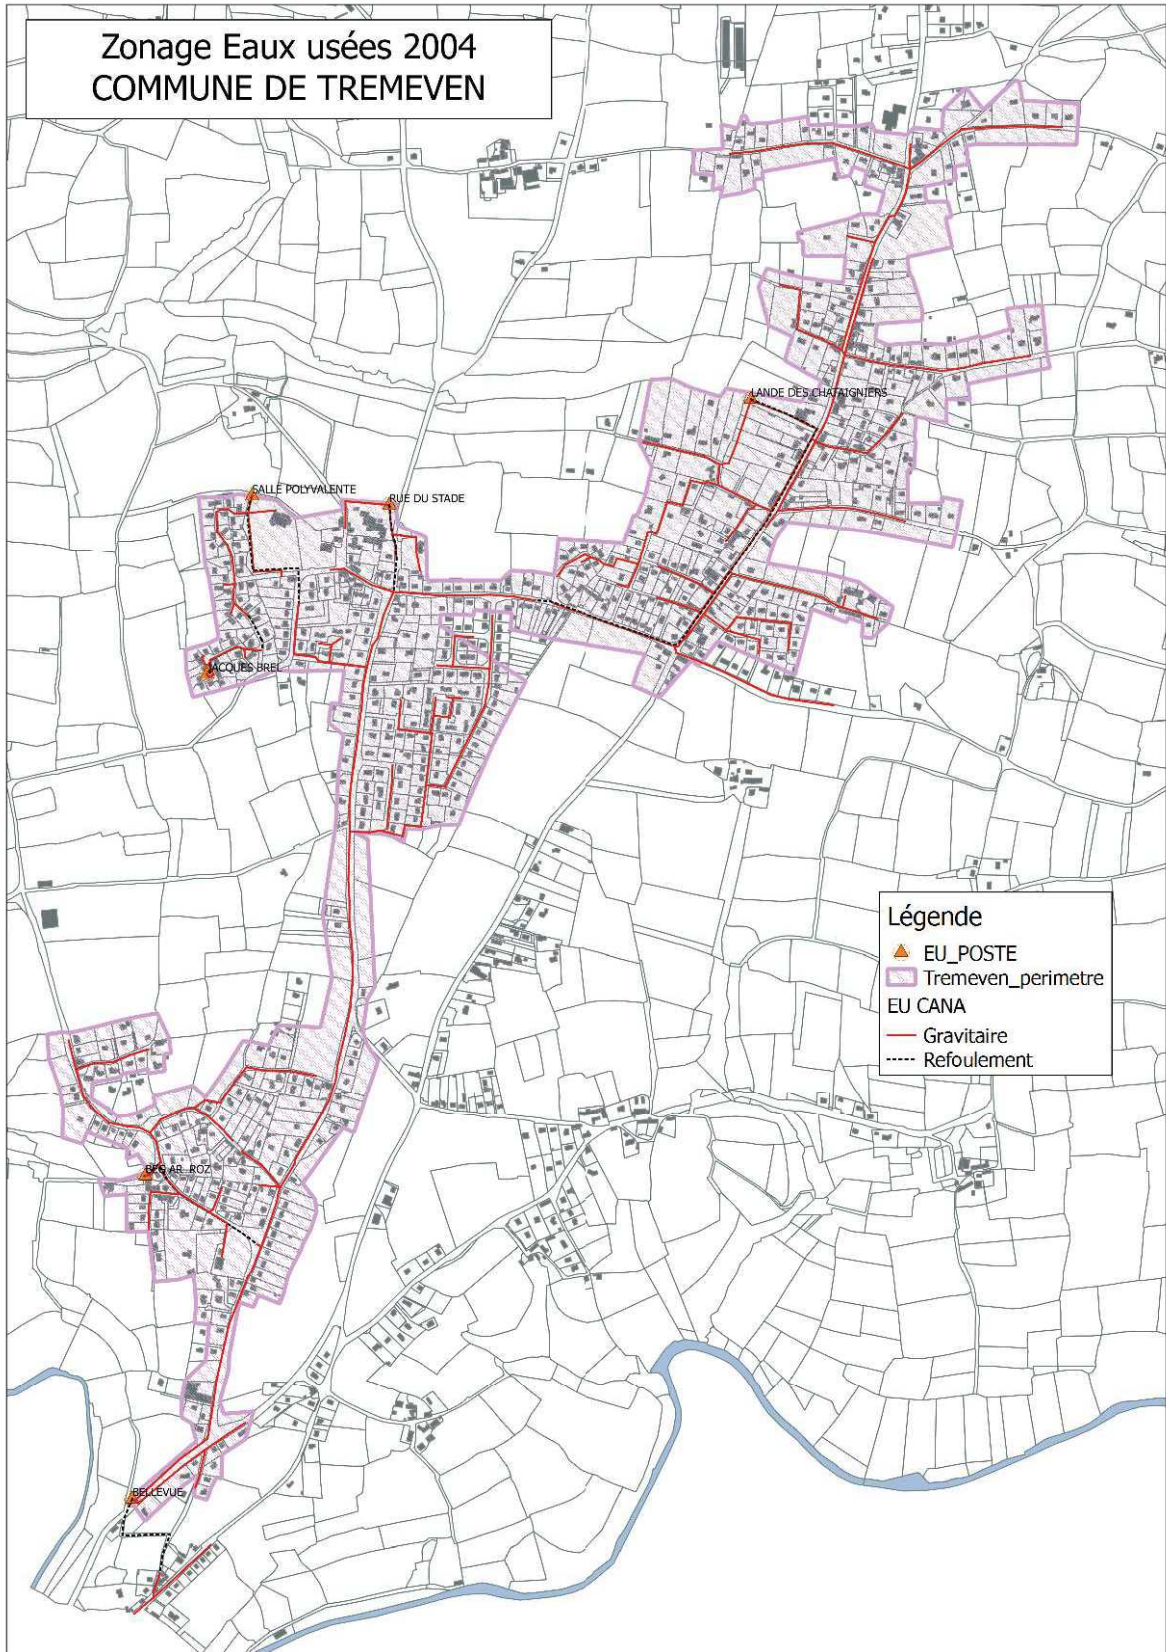 Zonage Eaux usées 2004
COMMUNE DE TREMEVEN
LANDE DES CHATAIGNIERS
SALLE POLYVALENTE
RUE DU STADE
JACQUES BREL
Légende
EU_POSTE
Tremeven_perimetre
EU CANA
Gravitaire
Refoulement
BEG AR ROZ
BELLEVUE